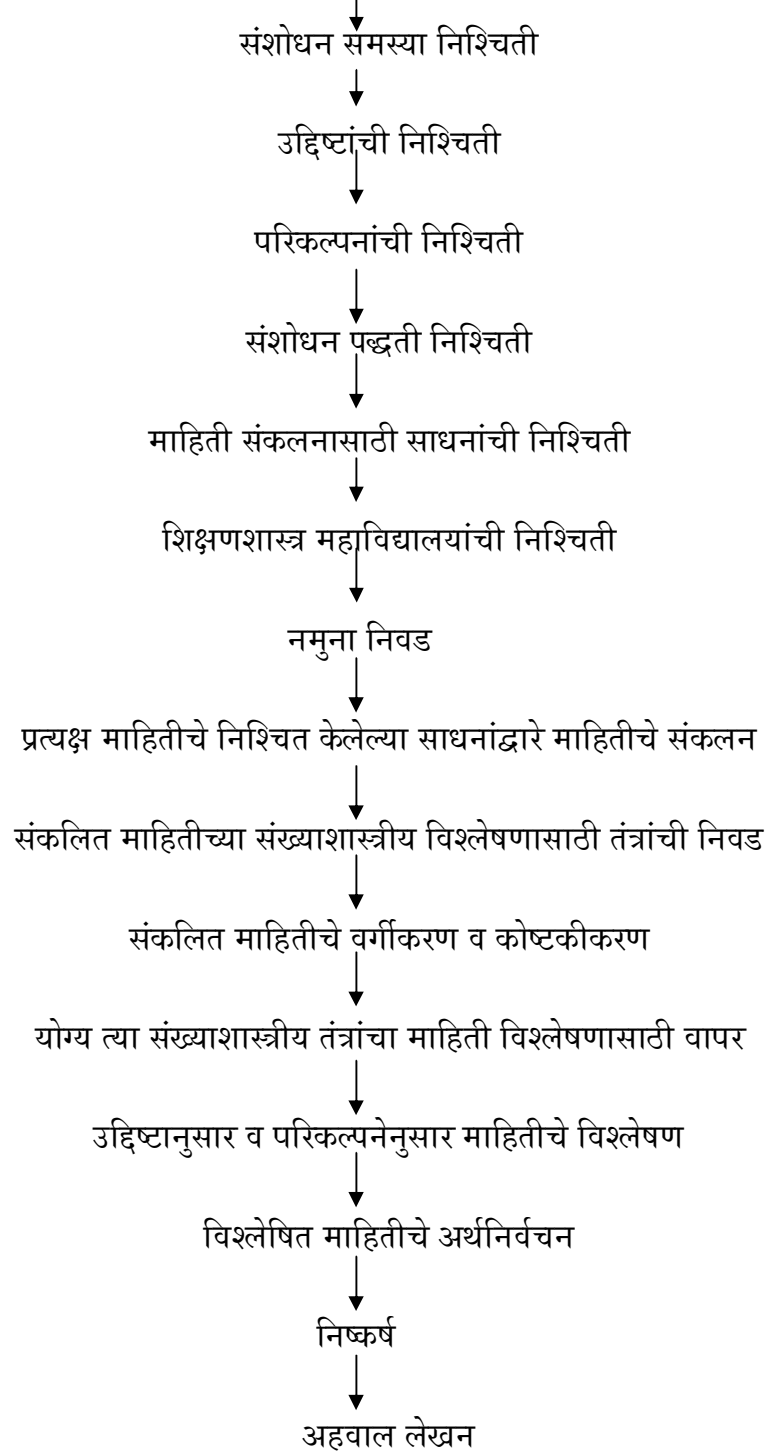 संशोधन समस्या निश्चिती
उद्दिष्टांची निश्चिती
परिकल्पनांची निश्चिती
संशोधन पद्धती निश्चिती
माहिती संकलनासाठी साधनांची निश्चिती
शिक्षणशास्त्र महाविद्यालयांची निश्चिती
नमुना निवड
प्रत्यक्ष माहितीचे निश्चित केलेल्या साधनांद्वारे माहितीचे संकलन
संकलित माहितीच्या संख्याशास्त्रीय विश्लेषणासाठी तंत्रांची निवड
संकलित माहितीचे वर्गीकरण व कोष्टकीकरण
योग्य त्या संख्याशास्त्रीय तंत्रांचा माहिती विश्लेषणासाठी वापर
उद्दिष्टानुसार व परिकल्पनेनुसार माहितीचे विश्लेषण
विश्लेषित माहितीचे अर्थनिर्वचन
निष्कर्ष
अहवाल लेखन